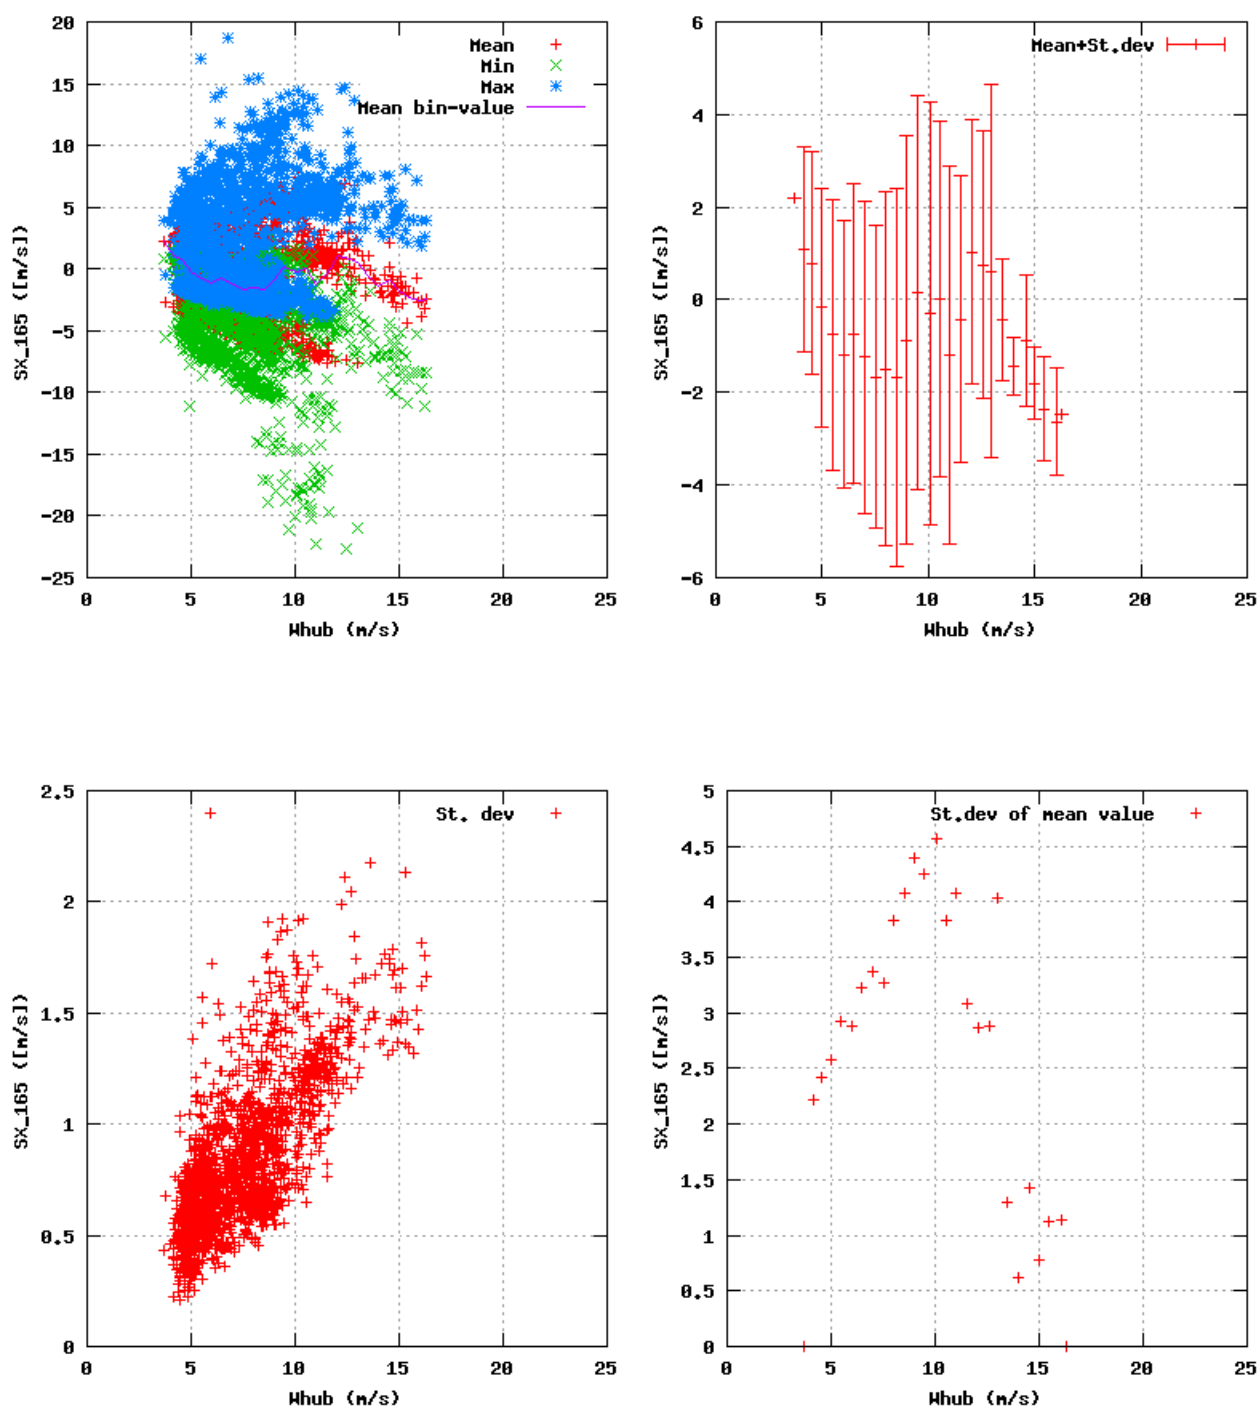 20
15
10
5
0
-5
-10
-15
-20
-25
SX_165 ([m/s])
Mean
Min
Max
Mean bin-value
0 5 10 15 20 25
Whub (m/s)
6
4
2
0
-2
-4
-6
SX_165 ([m/s])
Mean+St.dev
0 5 10 15 20 25
Whub (m/s)
2.5
2
1.5
1
0.5
0
SX_165 ([m/s])
St. dev
0 5 10 15 20 25
Whub (m/s)
5
4.5
4
3.5
3
2.5
2
1.5
1
0.5
0
SX_165 ([m/s])
St.dev of mean value
0 5 10 15 20 25
Whub (m/s)